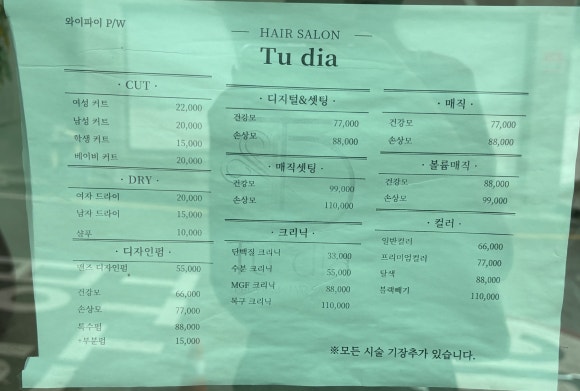 와이파이 P/W
HAIR SALON
Tu dia
· CUT ·
여성 커트 22,000
남성 커트 20,000
학생 커트 15,000
베이비 커트 20,000
· DRY ·
여자 드라이 20,000
남자 드라이 15,000
샴푸 10,000
· 디자인펌 ·
맨즈 디자인펌 55,000
건강모 66,000
손상모 77,000
특수펌 88,000
+부분펌 15,000
· 디지털&셋팅 ·
건강모 77,000
손상모 88,000
· 매직셋팅 ·
건강모 99,000
손상모 110,000
· 크리닉 ·
단백질 크리닉 33,000
수분 크리닉 55,000
MGF 크리닉 88,000
복구 크리닉 110,000
· 매직 ·
건강모 77,000
손상모 88,000
· 볼륨매직 ·
건강모 88,000
손상모 99,000
· 컬러 ·
일반컬러 66,000
프리미엄컬러 77,000
탈색 88,000
블랙빼기 110,000
※모든 시술 기장추가 있습니다.